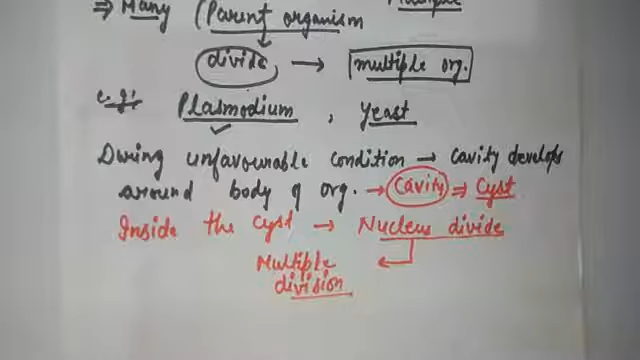 ⇒ Many (Parent organism
Multiple
divide → multiple org.
e.g: Plasmodium, Yeast
During unfavourable condition → Cavity develops
around body of org. → Cavity ⇒ Cyst
Inside the Cyst → Nucleus divide
Multiple
division